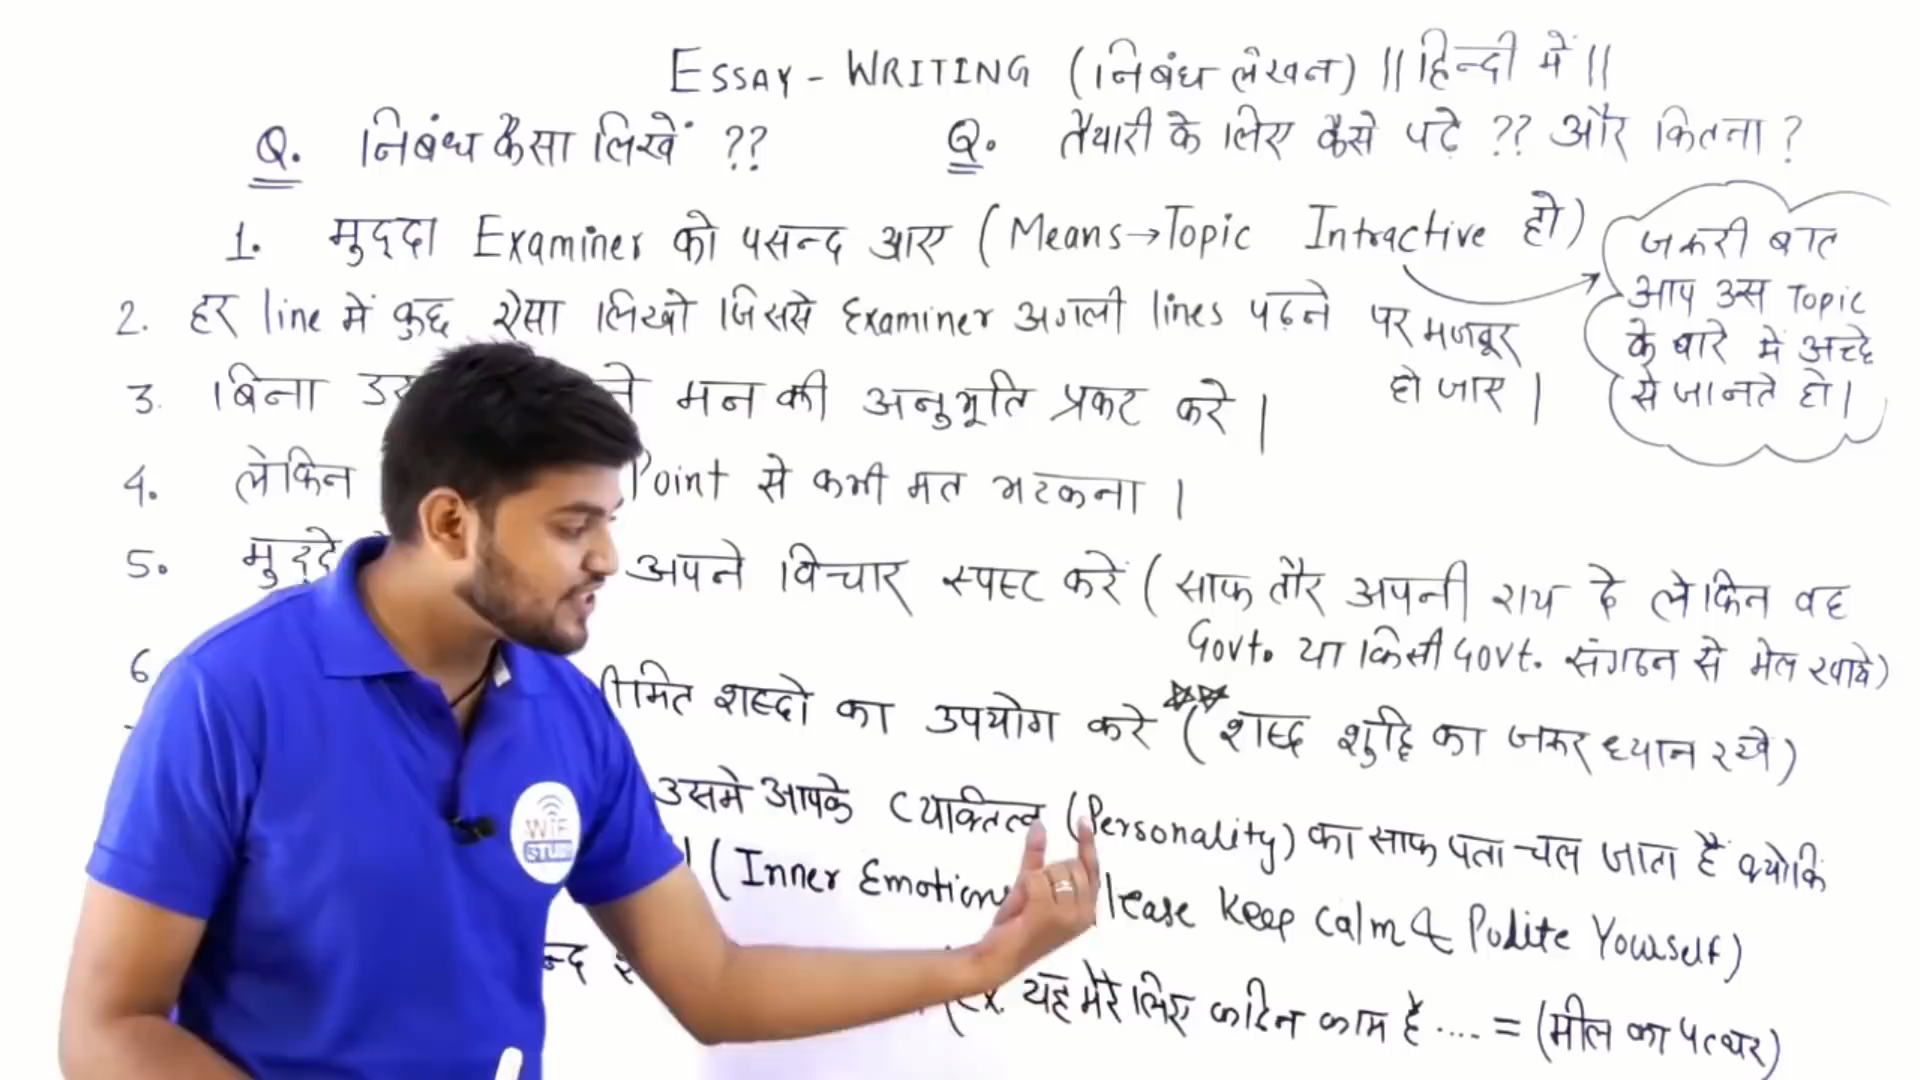 ESSAY - WRITING (निबंध लेखन) || हिन्दी में ||
Q. निबंध कैसा लिखें ??
Q. तैयारी के लिए कैसे पढे ?? और कितना ?
1. मुद्दा Examiner को पसन्द आए (Means→Topic Intractive हो)
जरूरी बात
आप उस Topic
के बारे में अच्छे
से जानते हो।
2. हर line में कुछ ऐसा लिखो जिससे Examiner अगली lines पढ़ने पर मजबूर
हो जाए ।
3. बिना मन की अनुभूति प्रकट करे ।
4. लेकिन Point से कभी मत भटकना ।
5. मुद्दे अपने विचार स्पस्ट करें ( साफ तौर अपनी राय दे लेकिन वह
Govt. या किसी Govt. संगठन से मेल खावे)
6 शब्दो का उपयोग करे (शब्द शुद्धि का जरूर ध्यान रखे)
उसमे आपके व्यक्तित्व (Personality) का साफ पता चल जाता है क्योकि
( Inner Emotion Keep Calm & Polite Yourself)
Ex. यह मेरे लिए कठिन काम है .... = (मील का पत्थर)
WiFi
STUDY